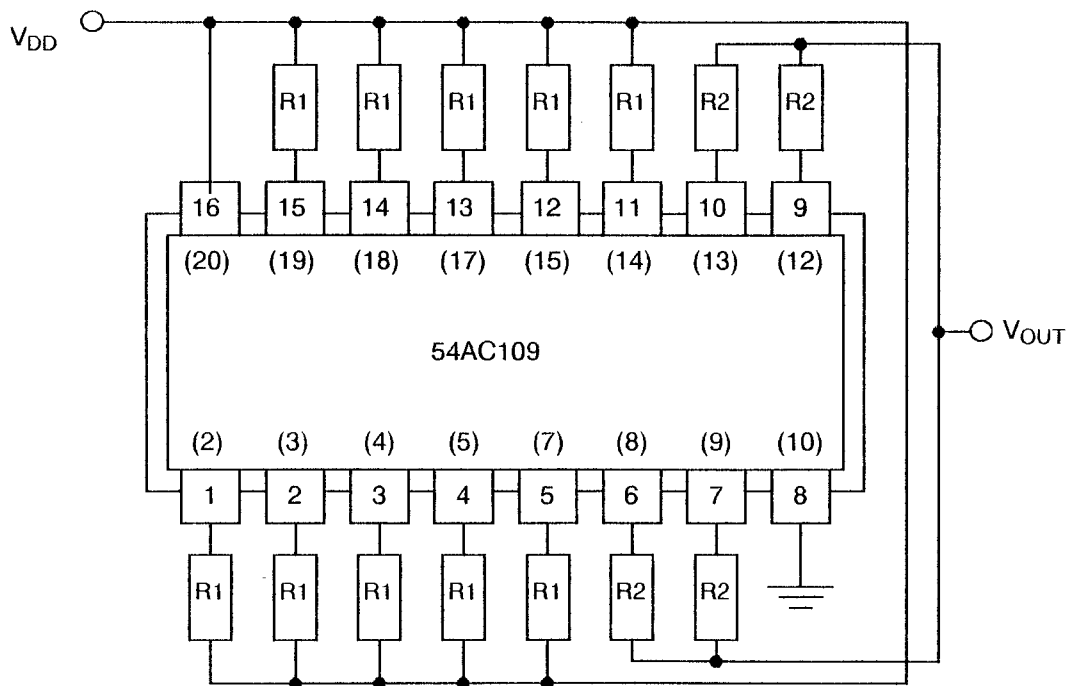 V_DD
R1 R1 R1 R1 R1 R2 R2
16 15 14 13 12 11 10 9
(20) (19) (18) (17) (15) (14) (13) (12)
V_OUT
54AC109
(2) (3) (4) (5) (7) (8) (9) (10)
1 2 3 4 5 6 7 8
R1 R1 R1 R1 R1 R2 R2